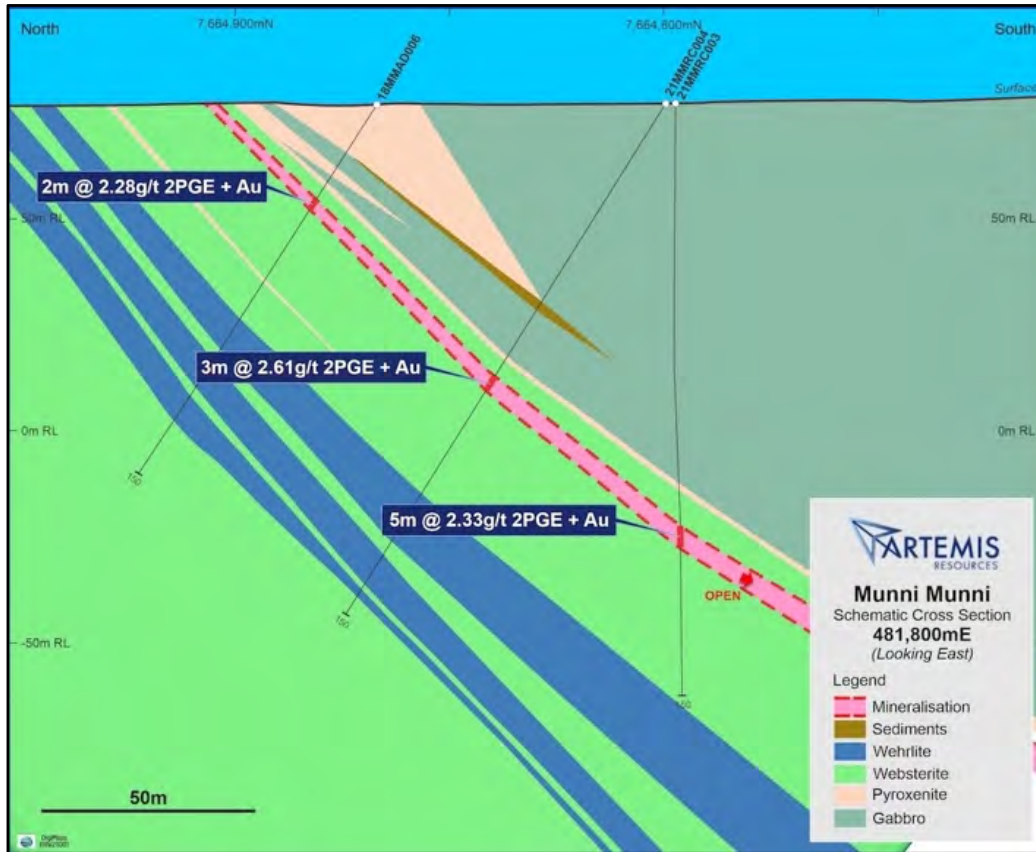 North
7,664,900mN
7,664,800mN
South
18MMAD006
21MMRC004
21MMRC003
Surface
2m @ 2.28g/t 2PGE + Au
50m RL
50m RL
3m @ 2.61g/t 2PGE + Au
0m RL
0m RL
150
5m @ 2.33g/t 2PGE + Au
OPEN
150
-50m RL
150
50m
ARTEMIS
RESOURCES
Munni Munni
Schematic Cross Section
481,800mE
(Looking East)
Legend
Mineralisation
Sediments
Wehrlite
Websterite
Pyroxenite
Gabbro